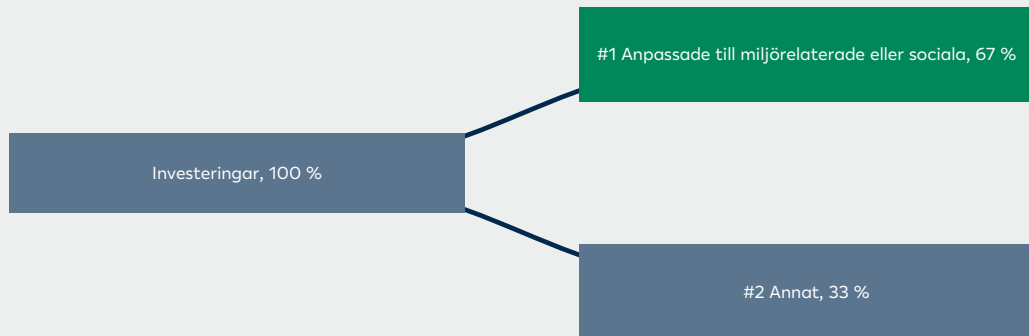 #1 Anpassade till miljörelaterade eller sociala, 67 %
Investeringar, 100 %
#2 Annat, 33 %